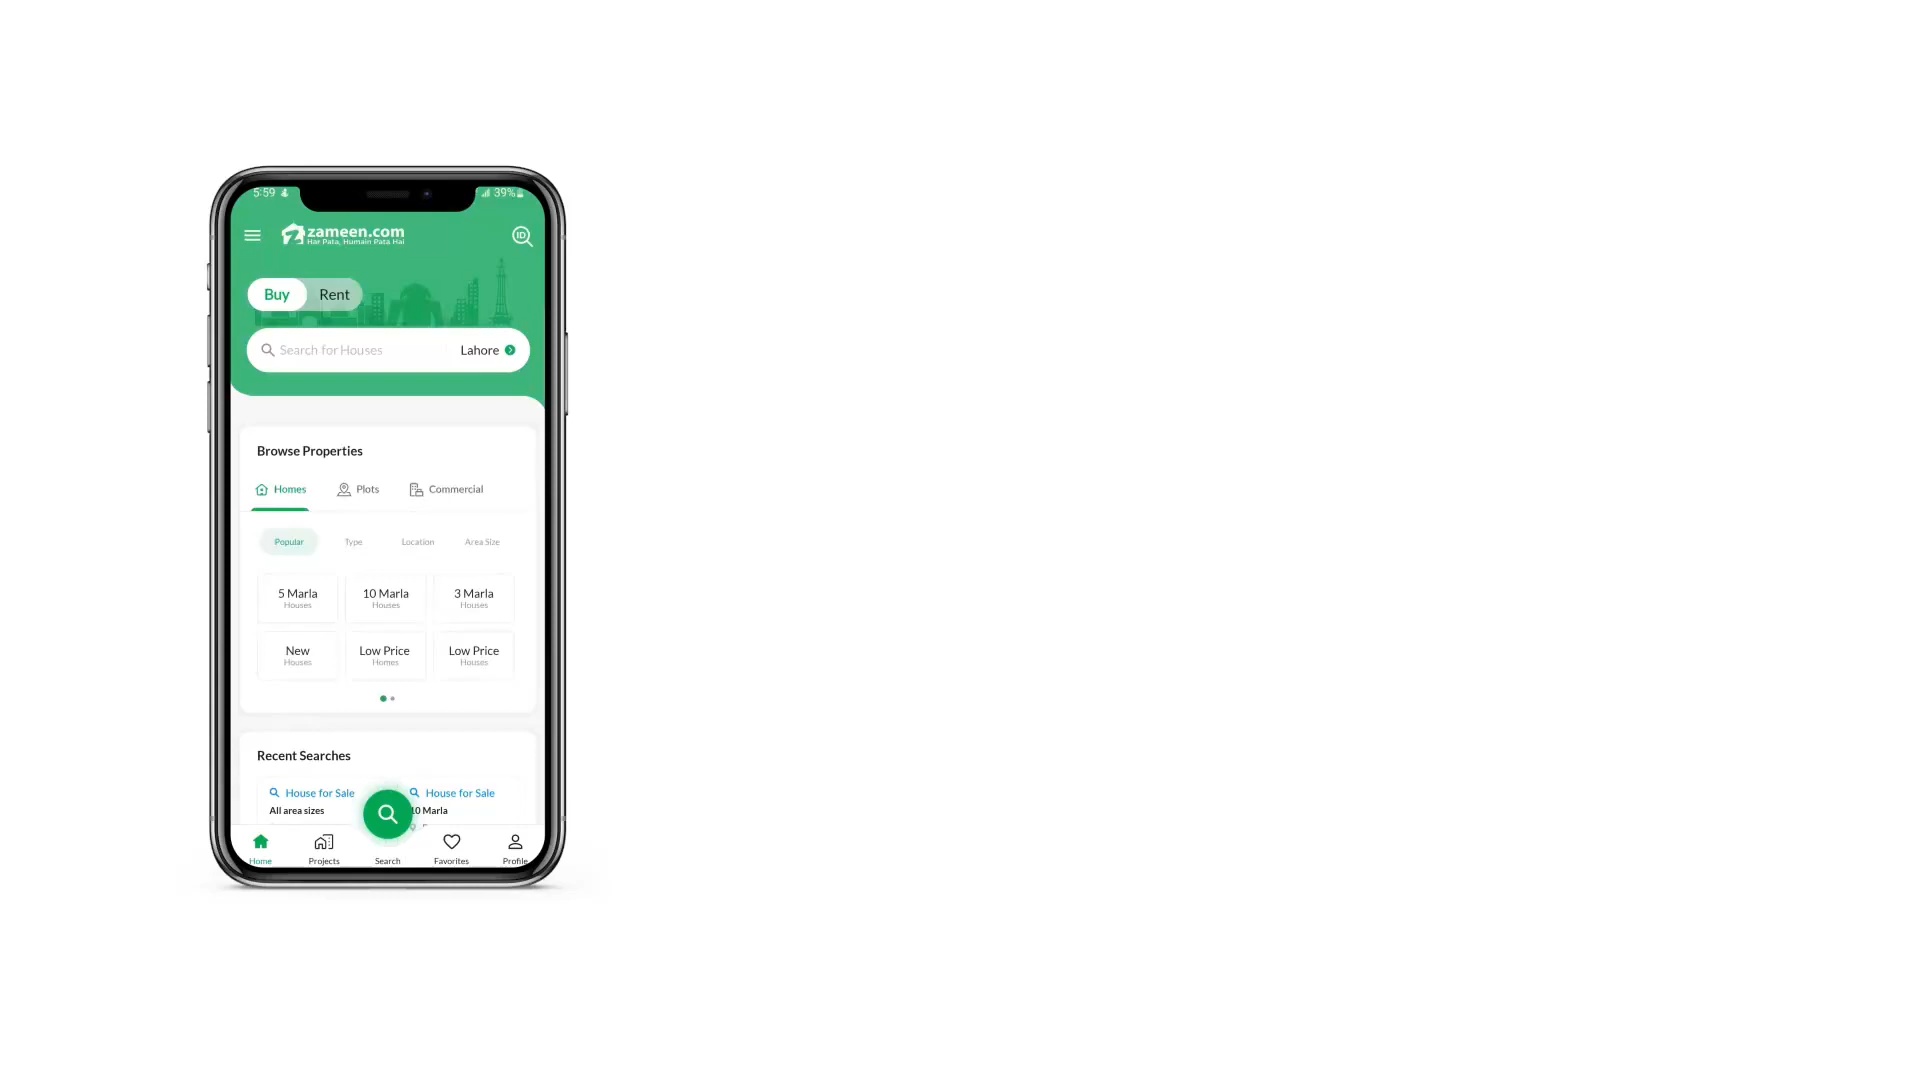 5:59 39%
zameen.com
Har Pata, Humain Pata Hai
ID
Buy Rent
Search for Houses Lahore
Browse Properties
Homes Plots Commercial
Popular Type Location Area Size
5 Marla 10 Marla 3 Marla
Houses Houses Houses
New Low Price Low Price
Houses Homes Houses
Recent Searches
House for Sale House for Sale
All area sizes 10 Marla
Home Projects Search Favorites Profile